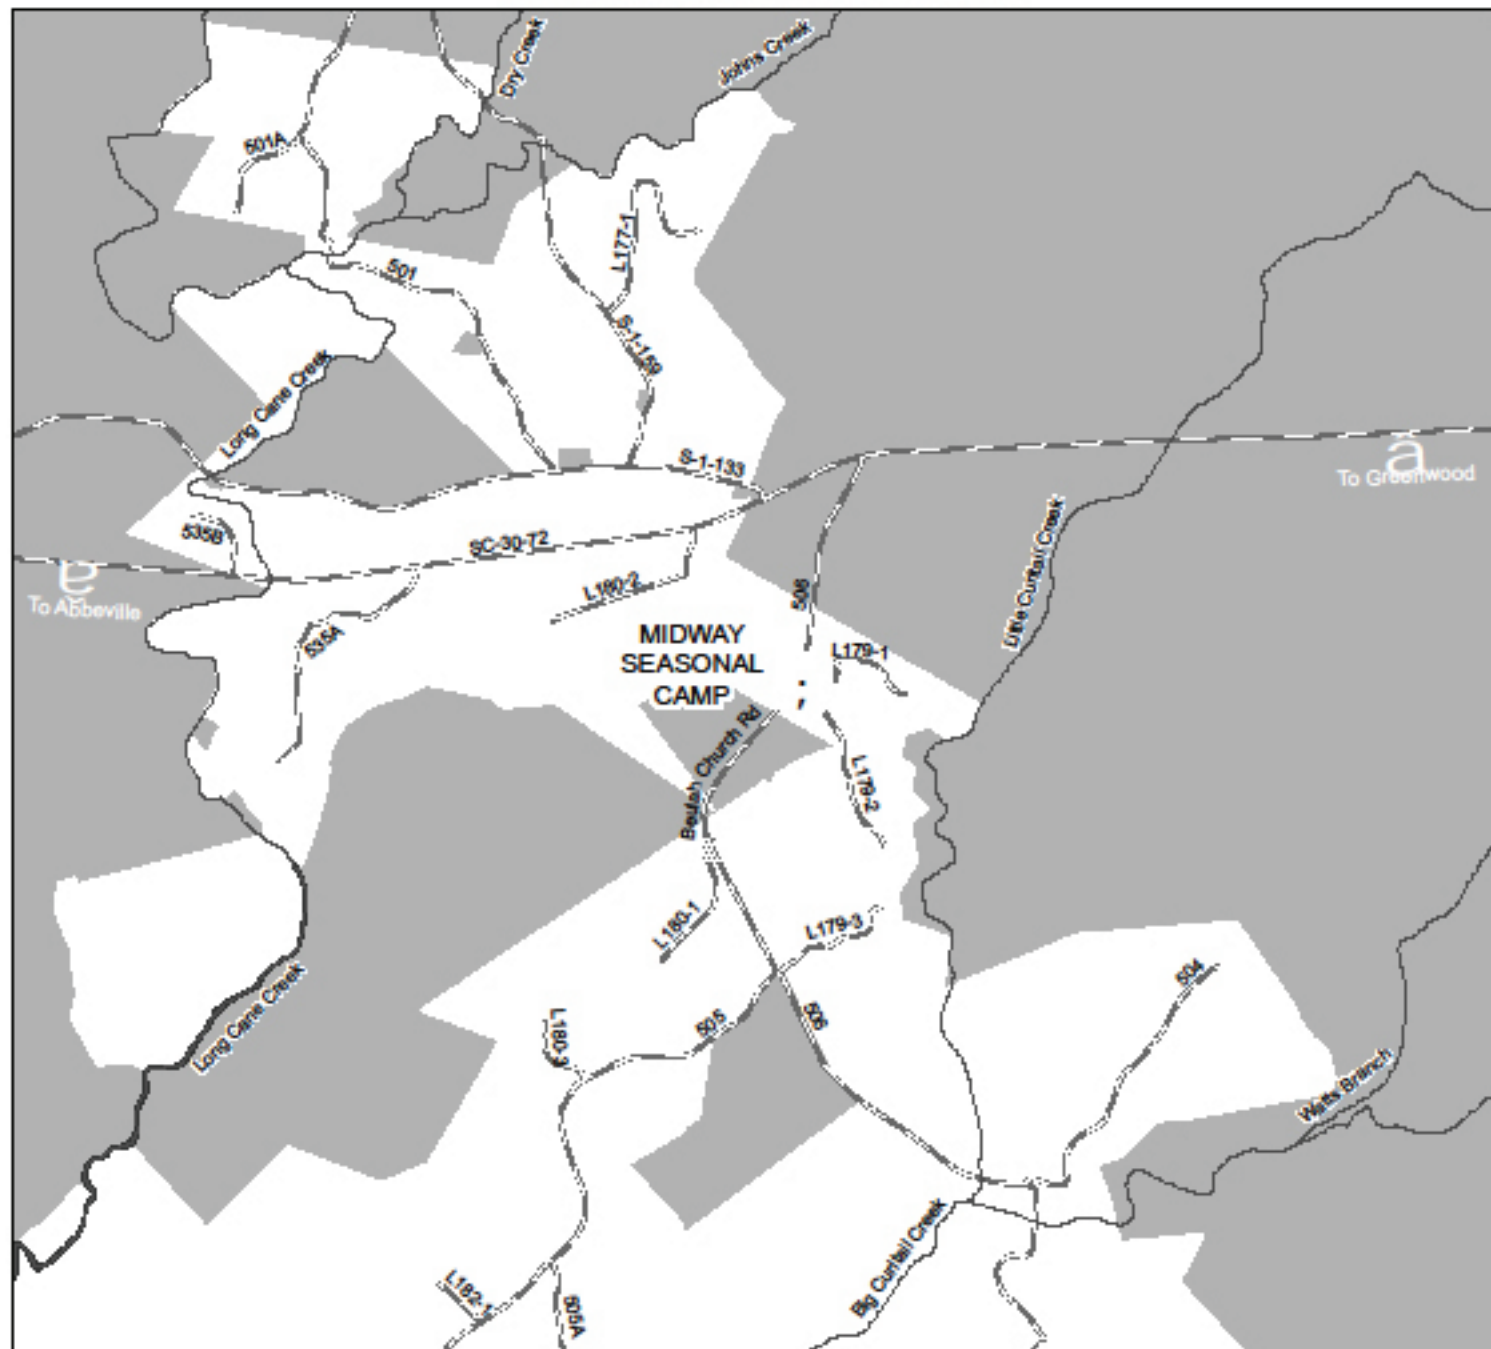 Dry Creek
Johns Creek
501A
L177-1
501
S-1-159
Long Cane Creek
S-1-133
ă
To Greenwood
535B
SC-30-72
To Abbeville
L180-2
506
Little Curltail Creek
535A
MIDWAY
SEASONAL
CAMP
;
L179-1
Beulah Church Rd
L179-2
L180-1
L179-3
504
Long Cane Creek
L180-3
505
506
Watts Branch
Big Curltail Creek
L182-1
505A